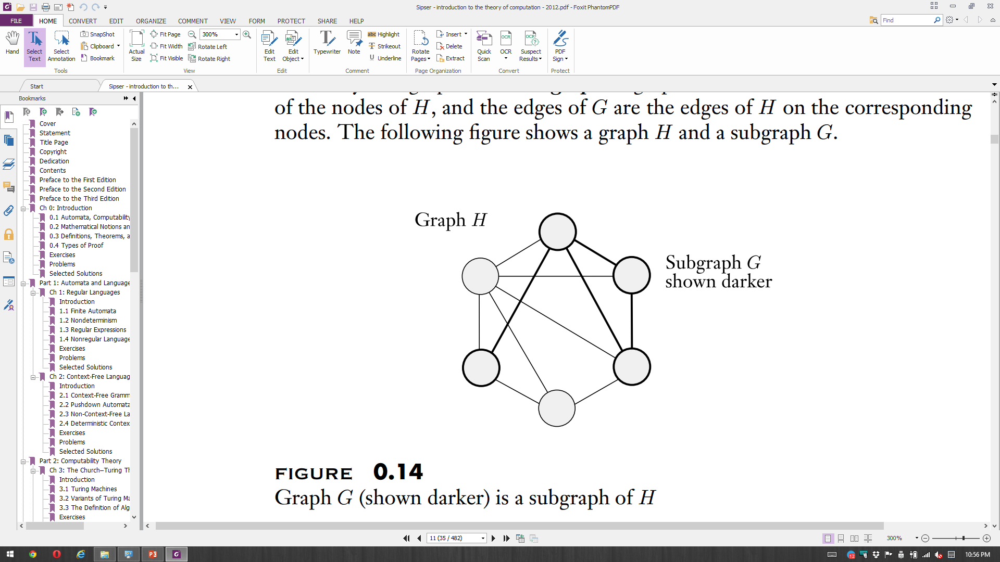 Sipser - introduction to the theory of computation - 2012.pdf - Foxit PhantomPDF
FILE HOME CONVERT EDIT ORGANIZE COMMENT VIEW FORM PROTECT SHARE HELP
Find
Hand
Select Text
Select Annotation
SnapShot
Clipboard
Bookmark
Tools
Actual Size
Fit Page
Fit Width
Fit Visible
300%
Rotate Left
Rotate Right
View
Edit Text
Edit Object
Edit
Typewriter
Note
Highlight
Strikeout
Underline
Comment
Rotate Pages
Insert
Delete
Extract
Page Organization
Quick Scan
OCR
Suspect Results
Convert
PDF Sign
Protect
Start
Sipser - introduction to th...
Bookmarks
Cover
Statement
Title Page
Copyright
Dedication
Contents
Preface to the First Edition
Preface to the Second Edition
Preface to the Third Edition
Ch 0: Introduction
0.1 Automata, Computability
0.2 Mathematical Notions an
0.3 Definitions, Theorems, a
0.4 Types of Proof
Exercises
Problems
Selected Solutions
Part 1: Automata and Language
Ch 1: Regular Languages
Introduction
1.1 Finite Automata
1.2 Nondeterminism
1.3 Regular Expressions
1.4 Nonregular Language
Exercises
Problems
Selected Solutions
Ch 2: Context-Free Languag
Introduction
2.1 Context-Free Gramm
2.2 Pushdown Automata
2.3 Non-Context-Free La
2.4 Deterministic Contex
Exercises
Problems
Selected Solutions
Part 2: Computability Theory
Ch 3: The Church–Turing Th
Introduction
3.1 Turing Machines
3.2 Variants of Turing Ma
3.3 The Definition of Alg
Exercises
of the nodes of H, and the edges of G are the edges of H on the corresponding
nodes. The following figure shows a graph H and a subgraph G.
Graph H
Subgraph G
shown darker
FIGURE 0.14
Graph G (shown darker) is a subgraph of H
11 (35 / 482)
300%
12
10:56 PM